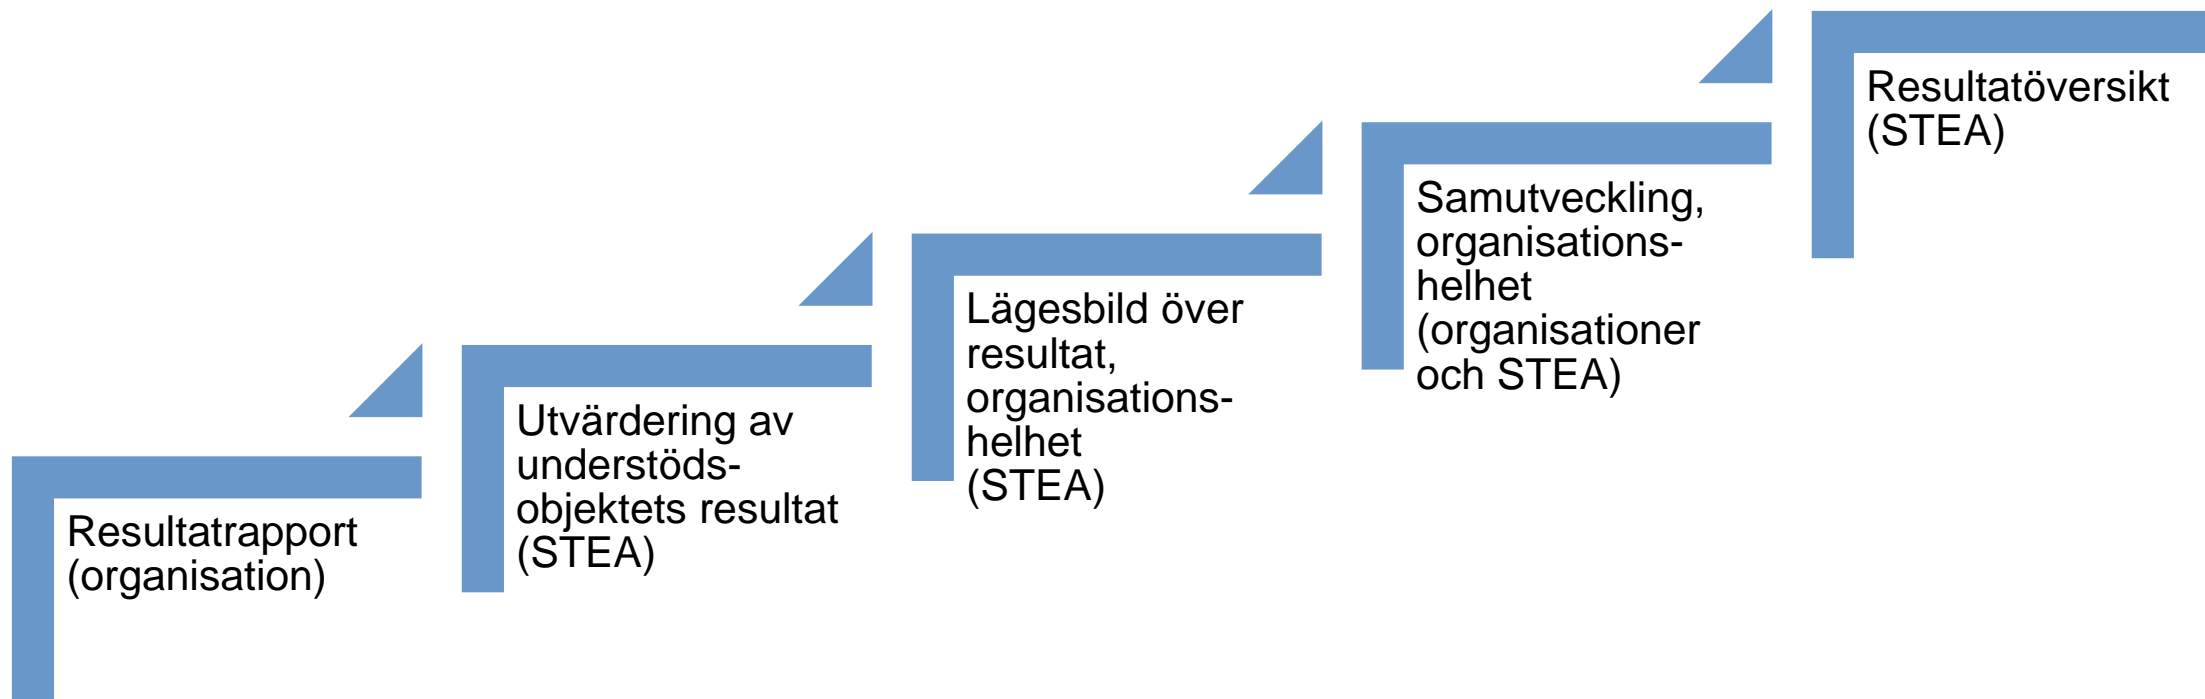 Resultatrapport
(organisation)
Utvärdering av
understöds-
objektets resultat
(STEA)
Lägesbild över
resultat,
organisations-
helhet
(STEA)
Samutveckling,
organisations-
helhet
(organisationer
och STEA)
Resultatöversikt
(STEA)